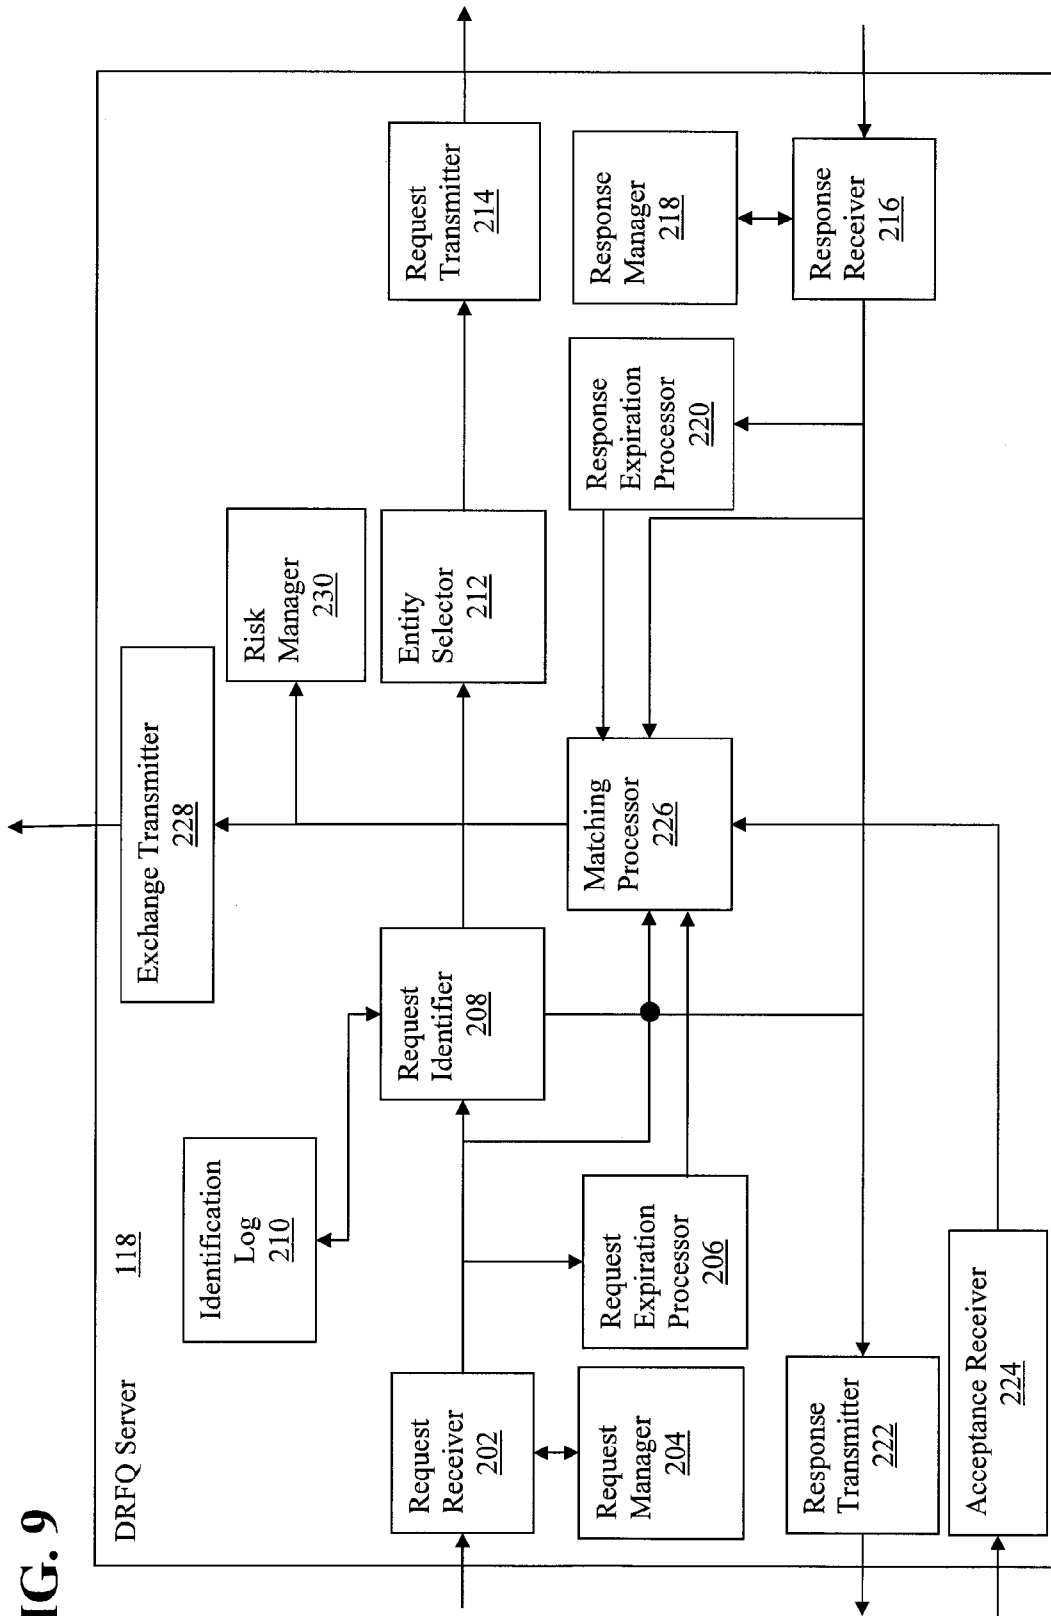 IG. 9
DRFQ Server
118
Identification
Log
210
Exchange Transmitter
228
Risk
Manager
230
Request
Receiver
202
Request
Identifier
208
Entity
Selector
212
Request
Transmitter
214
Request
Manager
204
Request
Expiration
Processor
206
Matching
Processor
226
Response
Expiration
Processor
220
Response
Manager
218
Response
Transmitter
222
Response
Receiver
216
Acceptance Receiver
224